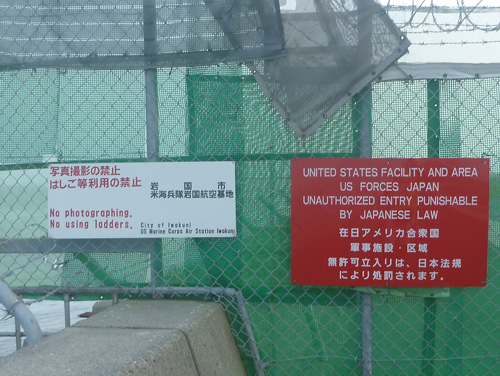 写真撮影の禁止
はしご等利用の禁止
岩国市
米海兵隊岩国航空基地
No photographing.
No using ladders.
City of Iwakuni
US Marine Corps Air Station Iwakuni
UNITED STATES FACILITY AND AREA
US FORCES JAPAN
UNAUTHORIZED ENTRY PUNISHABLE
BY JAPANESE LAW
在日アメリカ合衆国
軍事施設・区域
無許可立入りは、日本法規
により処罰されます。